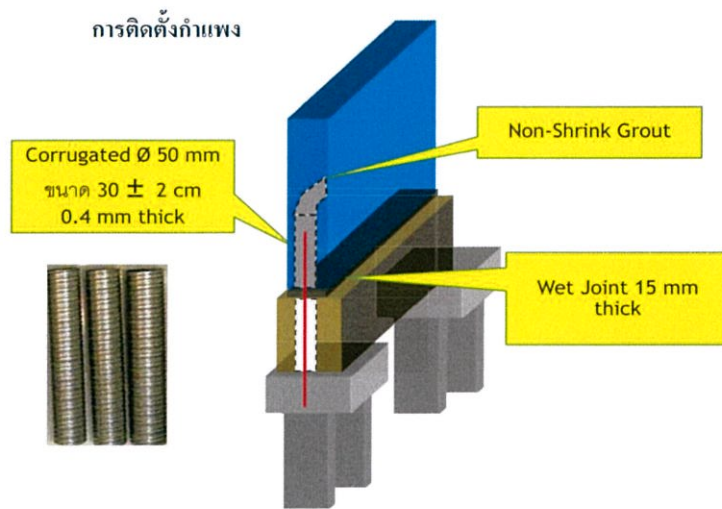 การติดตั้งกำแพง
Non-Shrink Grout
Corrugated Ø 50 mm
ขนาด 30 ± 2 cm
0.4 mm thick
Wet Joint 15 mm
thick